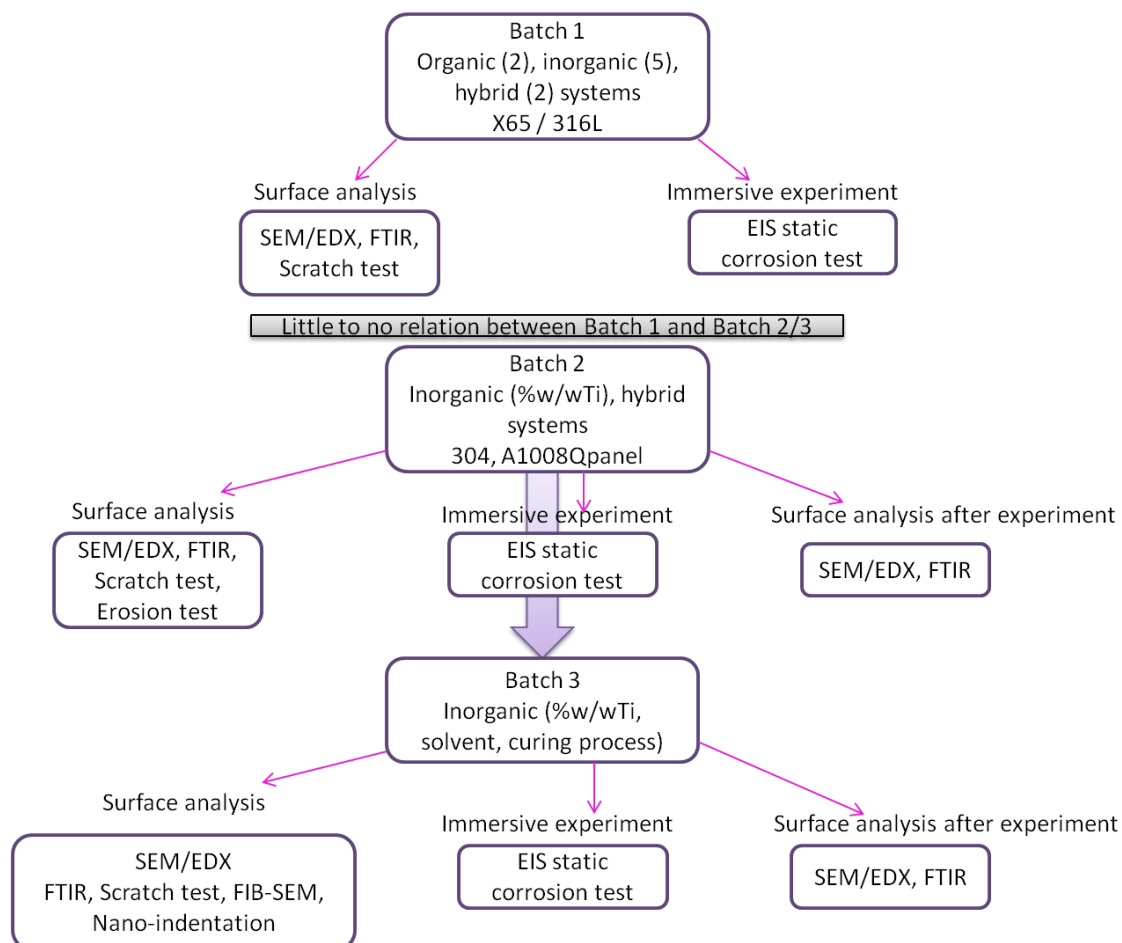 Batch 1
Organic (2), inorganic (5),
hybrid (2) systems
X65 / 316L
Surface analysis
Immersive experiment
SEM/EDX, FTIR,
Scratch test
EIS static
corrosion test
Little to no relation between Batch 1 and Batch 2/3
Batch 2
Inorganic (%w/wTi), hybrid
systems
304, A1008Qpanel
Surface analysis
Immersive experiment
Surface analysis after experiment
SEM/EDX, FTIR,
Scratch test,
Erosion test
EIS static
corrosion test
SEM/EDX, FTIR
Batch 3
Inorganic (%w/wTi,
solvent, curing process)
Surface analysis
Immersive experiment
Surface analysis after experiment
SEM/EDX
FTIR, Scratch test, FIB-SEM,
Nano-indentation
EIS static
corrosion test
SEM/EDX, FTIR